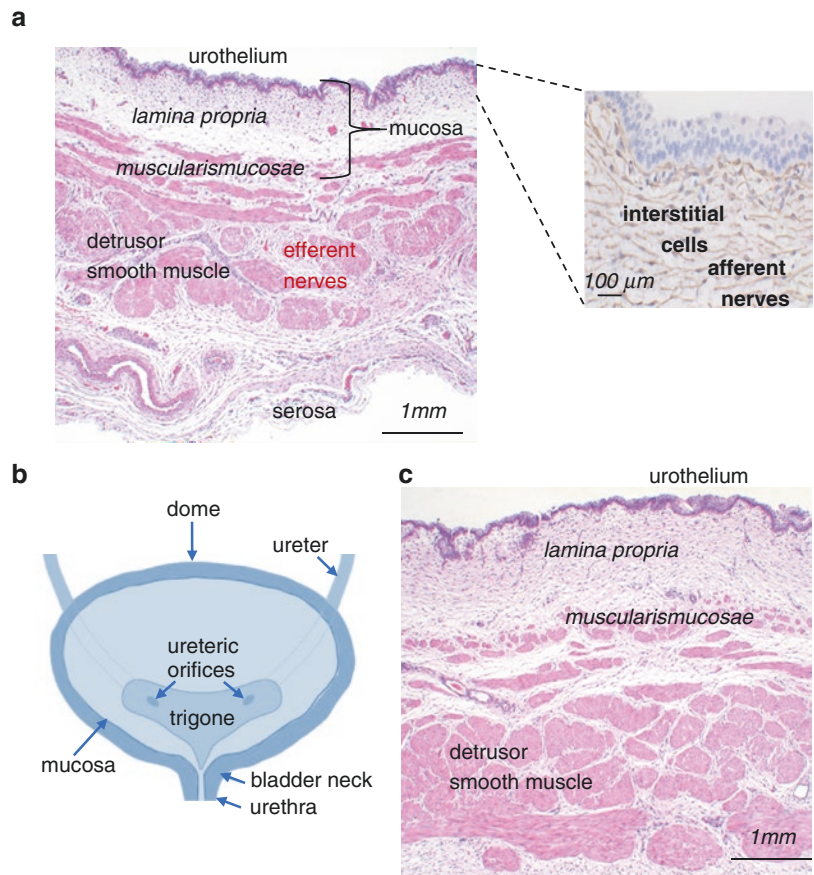 a
urothelium
lamina propria
mucosa
muscularismucosae
detrusor
smooth muscle
efferent
nerves
serosa
1mm
interstitial
cells
afferent
nerves
100 µm
b
dome
ureter
ureteric
orifices
trigone
mucosa
bladder neck
urethra
c
urothelium
lamina propria
muscularismucosae
detrusor
smooth muscle
1mm